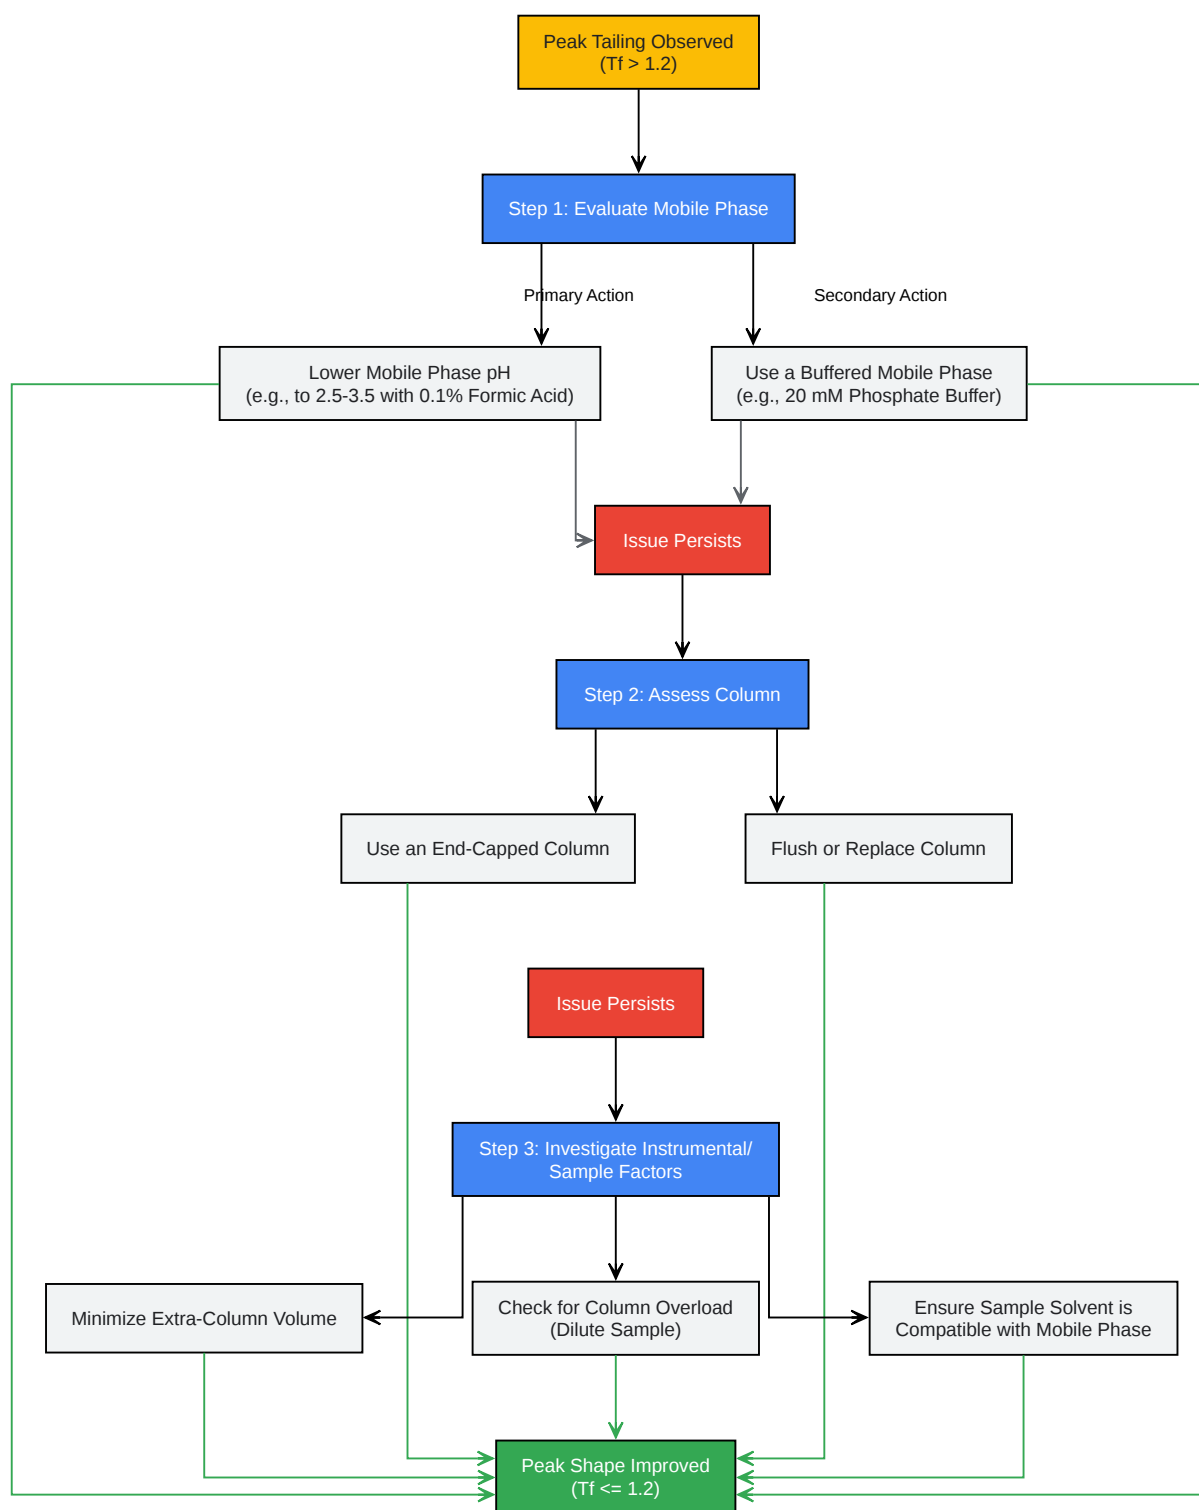 Peak Tailing Observed
(Tf > 1.2)
Step 1: Evaluate Mobile Phase
Primary Action
Secondary Action
Lower Mobile Phase pH
(e.g., to 2.5-3.5 with 0.1% Formic Acid)
Use a Buffered Mobile Phase
(e.g., 20 mM Phosphate Buffer)
Issue Persists
Step 2: Assess Column
Use an End-Capped Column
Flush or Replace Column
Issue Persists
Step 3: Investigate Instrumental/
Sample Factors
Minimize Extra-Column Volume
Check for Column Overload
(Dilute Sample)
Ensure Sample Solvent is
Compatible with Mobile Phase
Peak Shape Improved
(Tf <= 1.2)